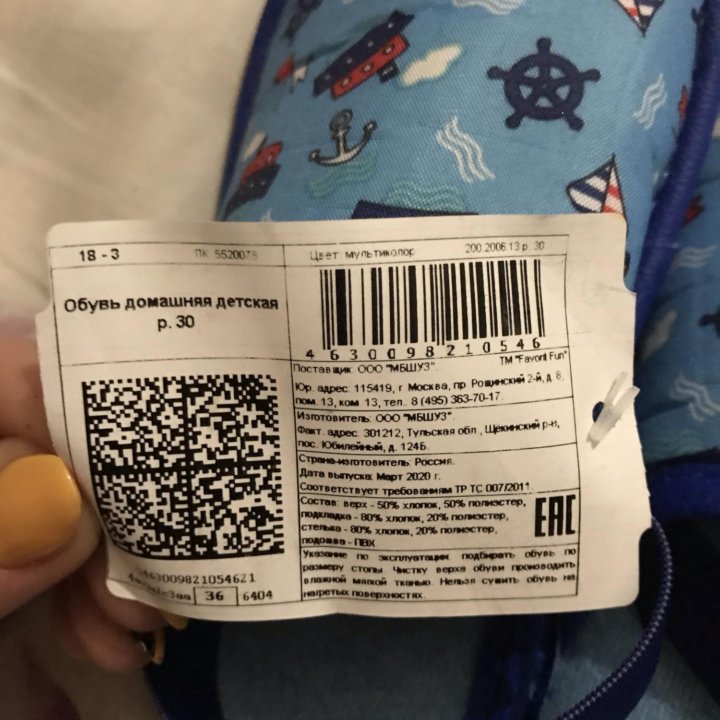 18 - 3
ПК: 5520078
Обувь домашняя детская
р. 30
0463009821054621
36
6404
Цвет: мультиколор
200.2006.13 р. 30
4 630098 210546
Поставщик: ООО "МБШУЗ".
ТМ "Favorit Fun"
Юр. адрес: 115419, г. Москва, пр. Рощинский 2-й, д. 8,
пом. 13, ком. 13, тел. 8 (495) 363-70-17.
Изготовитель: ООО "МБШУЗ".
Факт. адрес: 301212, Тульская обл., Щёкинский р-н,
пос. Юбилейный, д. 124Б.
Страна-изготовитель: Россия.
Дата выпуска: Март 2020 г.
Соответствует требованиям ТР ТС 007/2011.
Состав: верх - 50% хлопок, 50% полиэстер,
подкладка - 80% хлопок, 20% полиэстер,
стелька - 80% хлопок, 20% полиэстер,
подошва - ПВХ
EAC
Указание по эксплуатации: подбирать обувь по
размеру стопы. Чистку верха обуви производить
влажной мягкой тканью. Нельзя сушить обувь на
нагретых поверхностях.